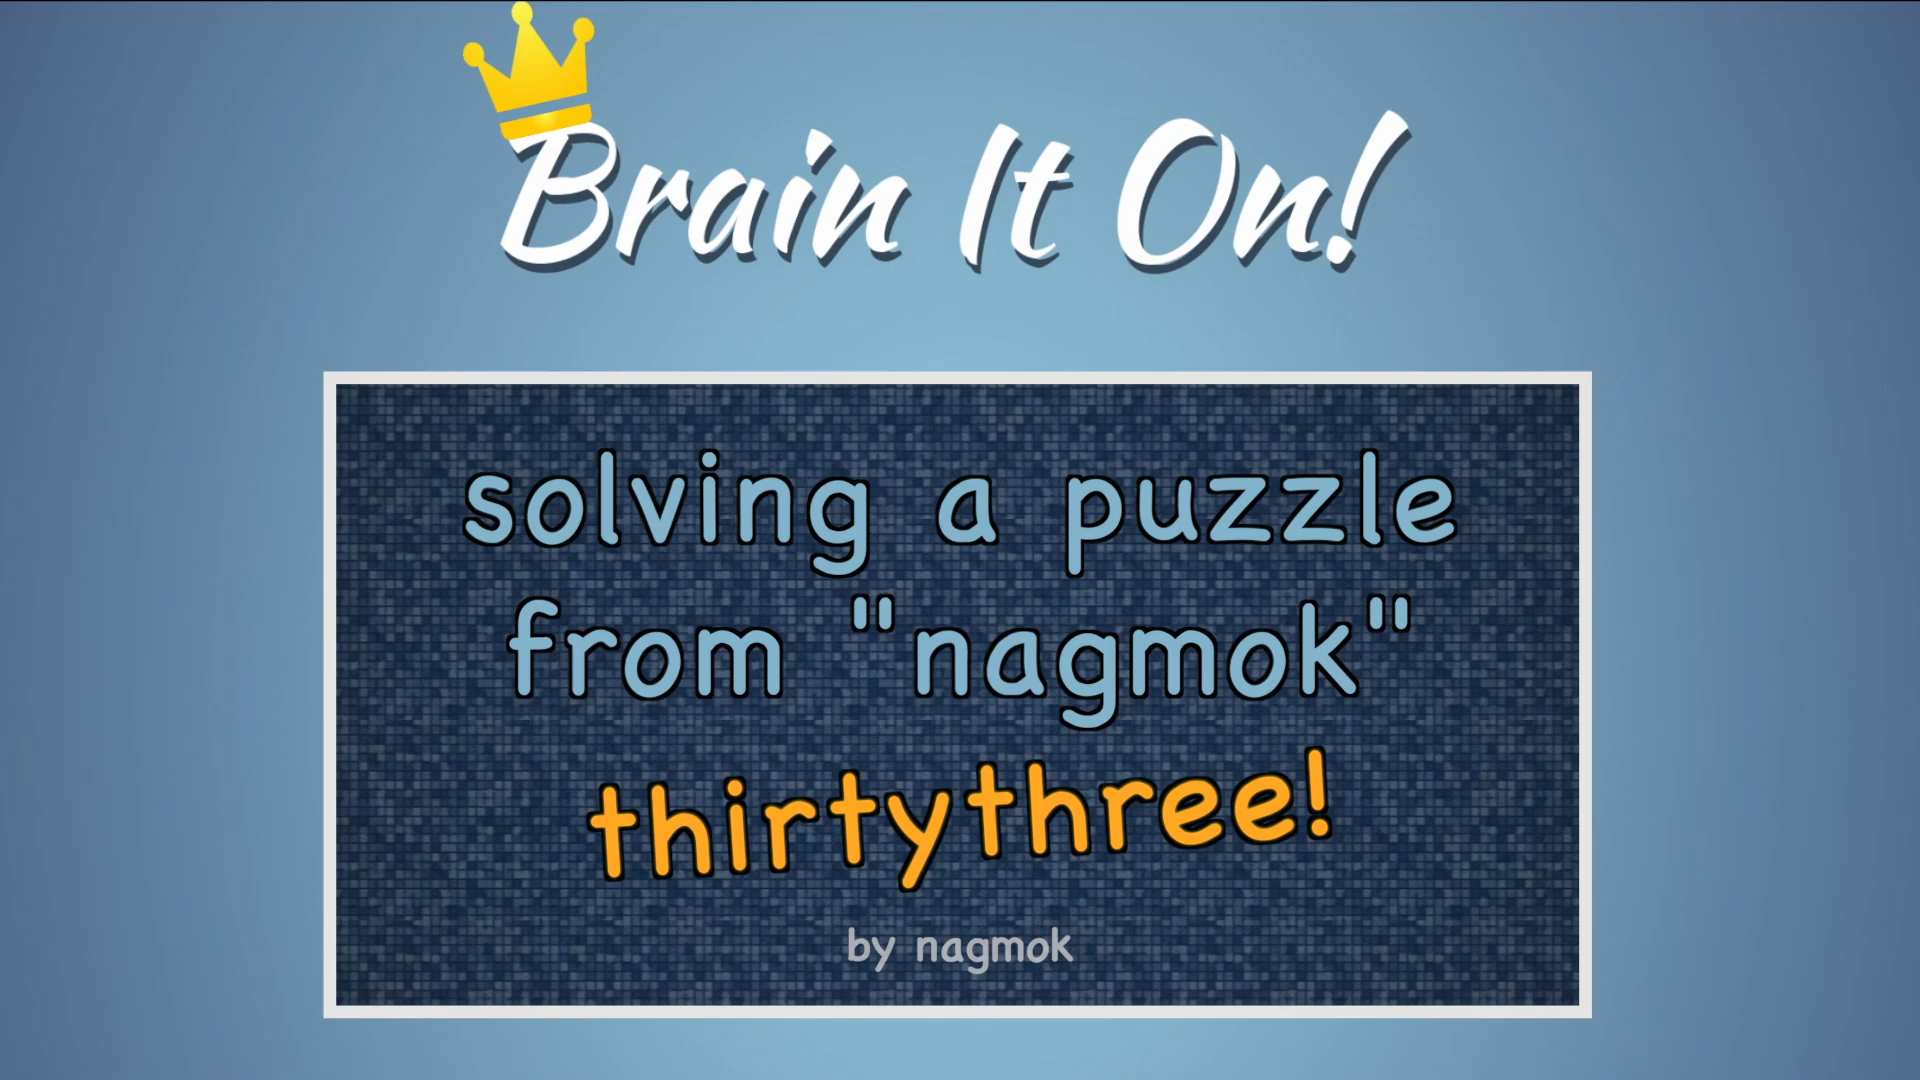 Brain It On!
solving a puzzle
from "nagmok"
thirtythree!
by nagmok